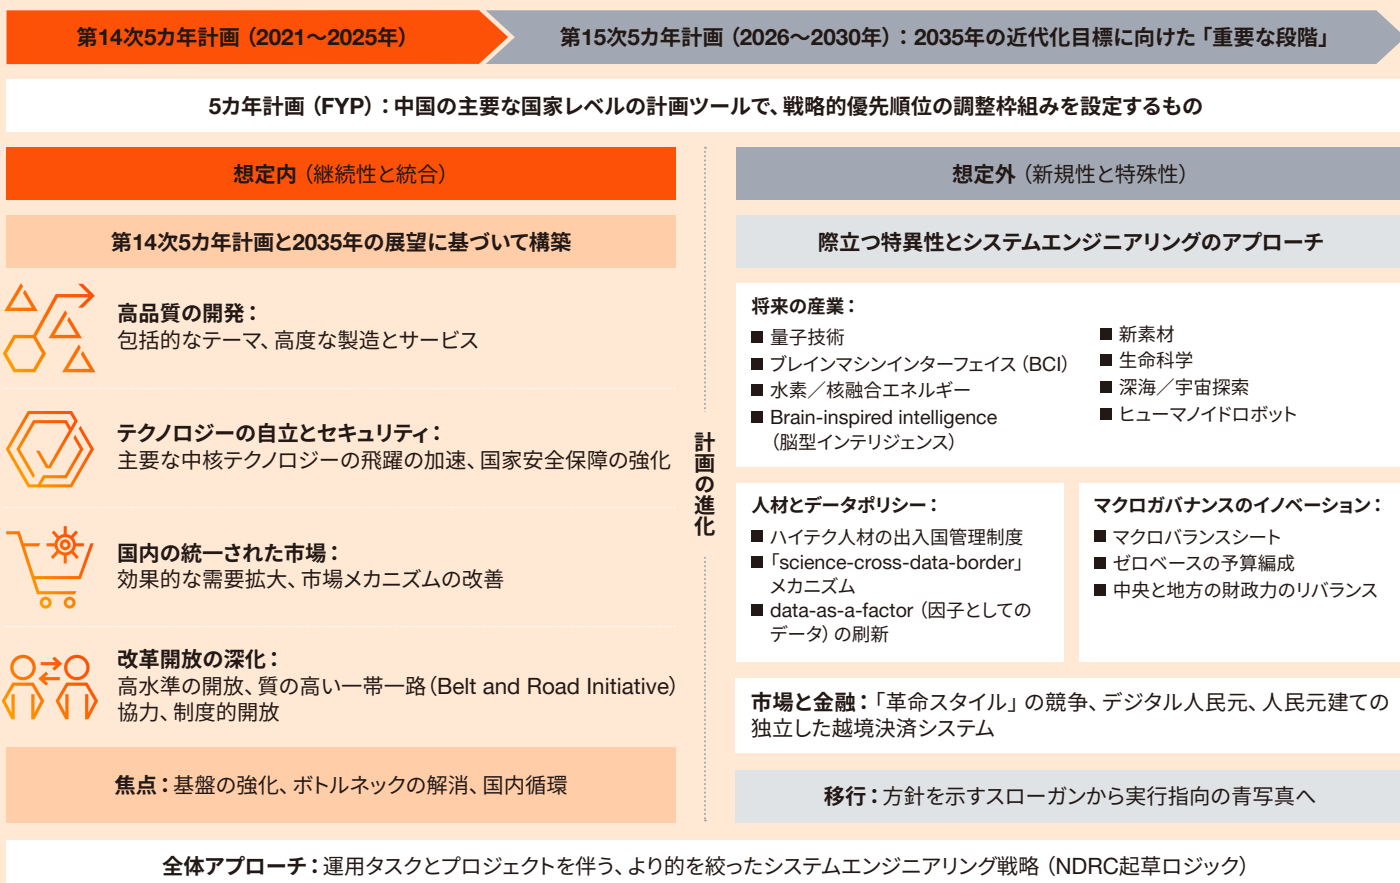 第14次5カ年計画（2021〜2025年）
第15次5カ年計画（2026〜2030年）：2035年の近代化目標に向けた「重要な段階」
5カ年計画（FYP）：中国の主要な国家レベルの計画ツールで、戦略的優先順位の調整枠組みを設定するもの
想定内（継続性と統合）
第14次5カ年計画と2035年の展望に基づいて構築
高品質の開発：
包括的なテーマ、高度な製造とサービス
テクノロジーの自立とセキュリティ：
主要な中核テクノロジーの飛躍の加速、国家安全保障の強化
国内の統一された市場：
効果的な需要拡大、市場メカニズムの改善
改革開放の深化：
高水準の開放、質の高い一帯一路（Belt and Road Initiative）
協力、制度的開放
焦点：基盤の強化、ボトルネックの解消、国内循環
計画の進化
想定外（新規性と特殊性）
際立つ特異性とシステムエンジニアリングのアプローチ
将来の産業：
■ 量子技術
■ ブレインマシンインターフェイス（BCI）
■ 水素／核融合エネルギー
■ Brain-inspired intelligence
（脳型インテリジェンス）
■ 新素材
■ 生命科学
■ 深海／宇宙探索
■ ヒューマノイドロボット
人材とデータポリシー：
■ ハイテク人材の出入国管理制度
■ 「science-cross-data-border」
メカニズム
■ data-as-a-factor（因子としての
データ）の刷新
マクロガバナンスのイノベーション：
■ マクロバランスシート
■ ゼロベースの予算編成
■ 中央と地方の財政力のリバランス
市場と金融：「革命スタイル」の競争、デジタル人民元、人民元建ての
独立した越境決済システム
移行：方針を示すスローガンから実行指向の青写真へ
全体アプローチ：運用タスクとプロジェクトを伴う、より的を絞ったシステムエンジニアリング戦略（NDRC起草ロジック）